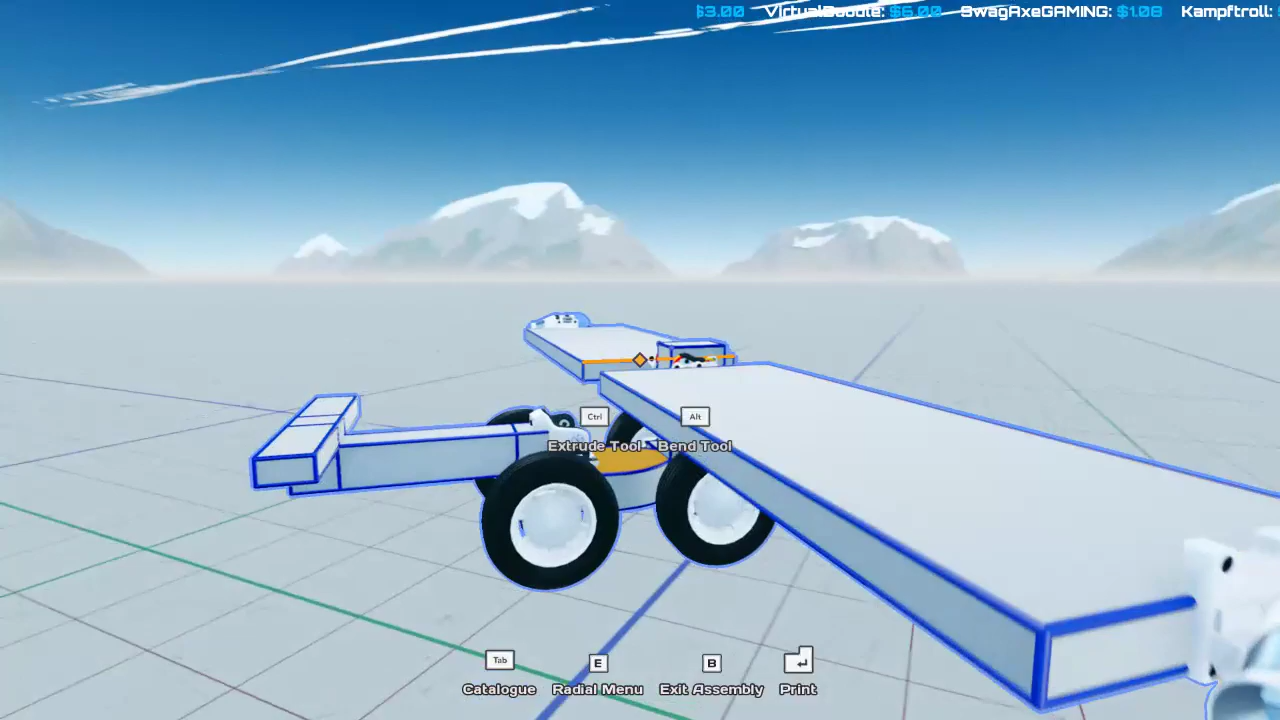 $3.00 VirtualDoodle: $6.00 SwagAxeGAMING: $1.08 Kampftroll:
Ctrl Alt
Extrude Tool Bend Tool
Tab E B
Catalogue Radial Menu Exit Assembly Print